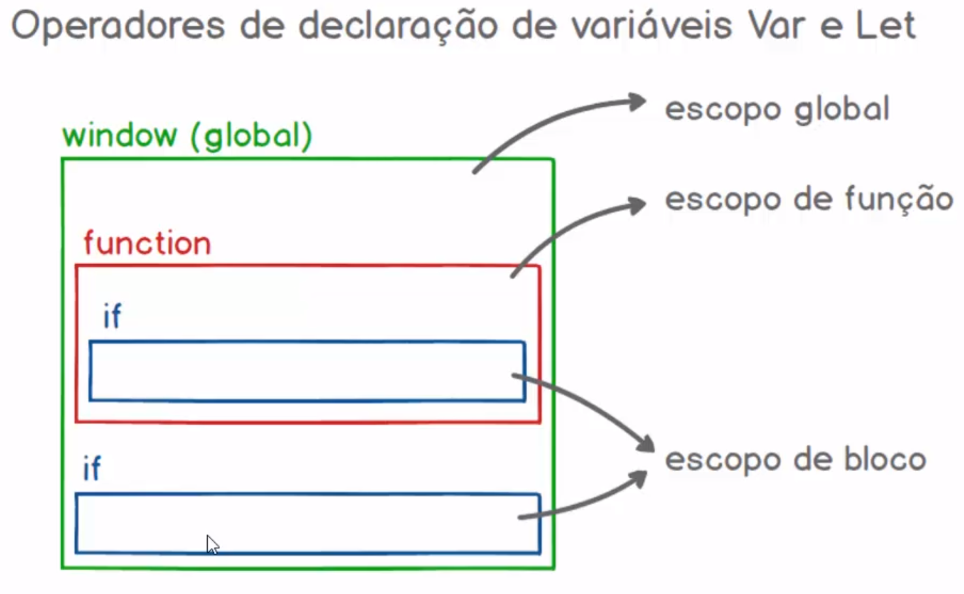 Operadores de declaração de variáveis Var e Let
escopo global
window (global)
escopo de função
function
if
escopo de bloco
if